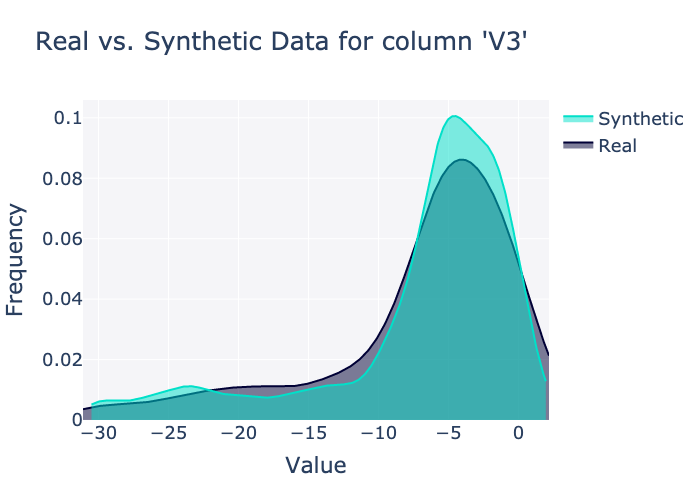 Real vs. Synthetic Data for column 'V3'
Synthetic
Real
Frequency
0.1
0.08
0.06
0.04
0.02
0
−30
−25
−20
−15
−10
−5
0
Value